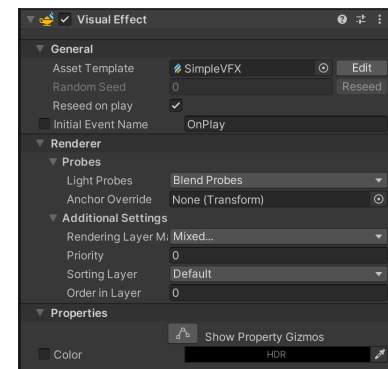 Visual Effect
General
Asset Template SimpleVFX Edit
Random Seed 0 Reseed
Reseed on play
Initial Event Name OnPlay
Renderer
Probes
Light Probes Blend Probes
Anchor Override None (Transform)
Additional Settings
Rendering Layer Ma Mixed...
Priority 0
Sorting Layer Default
Order in Layer 0
Properties
Show Property Gizmos
Color HDR